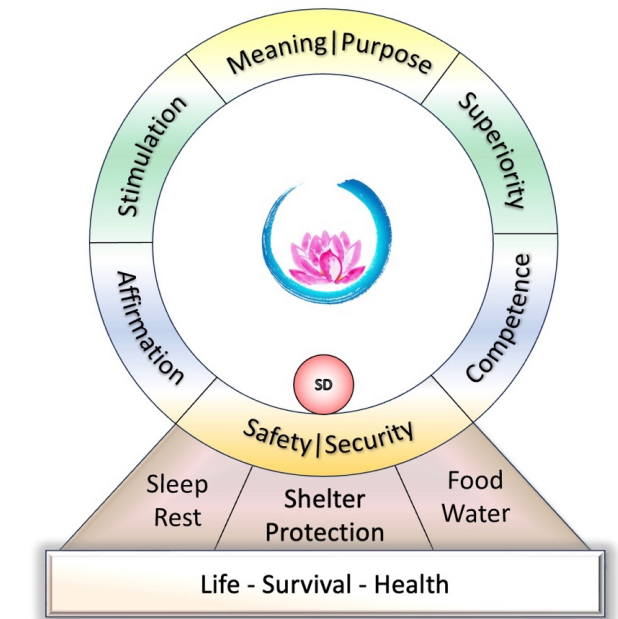 Meaning|Purpose
Stimulation
Superiority
Affirmation
Competence
SD
Safety|Security
Sleep
Rest
Shelter
Protection
Food
Water
Life - Survival - Health